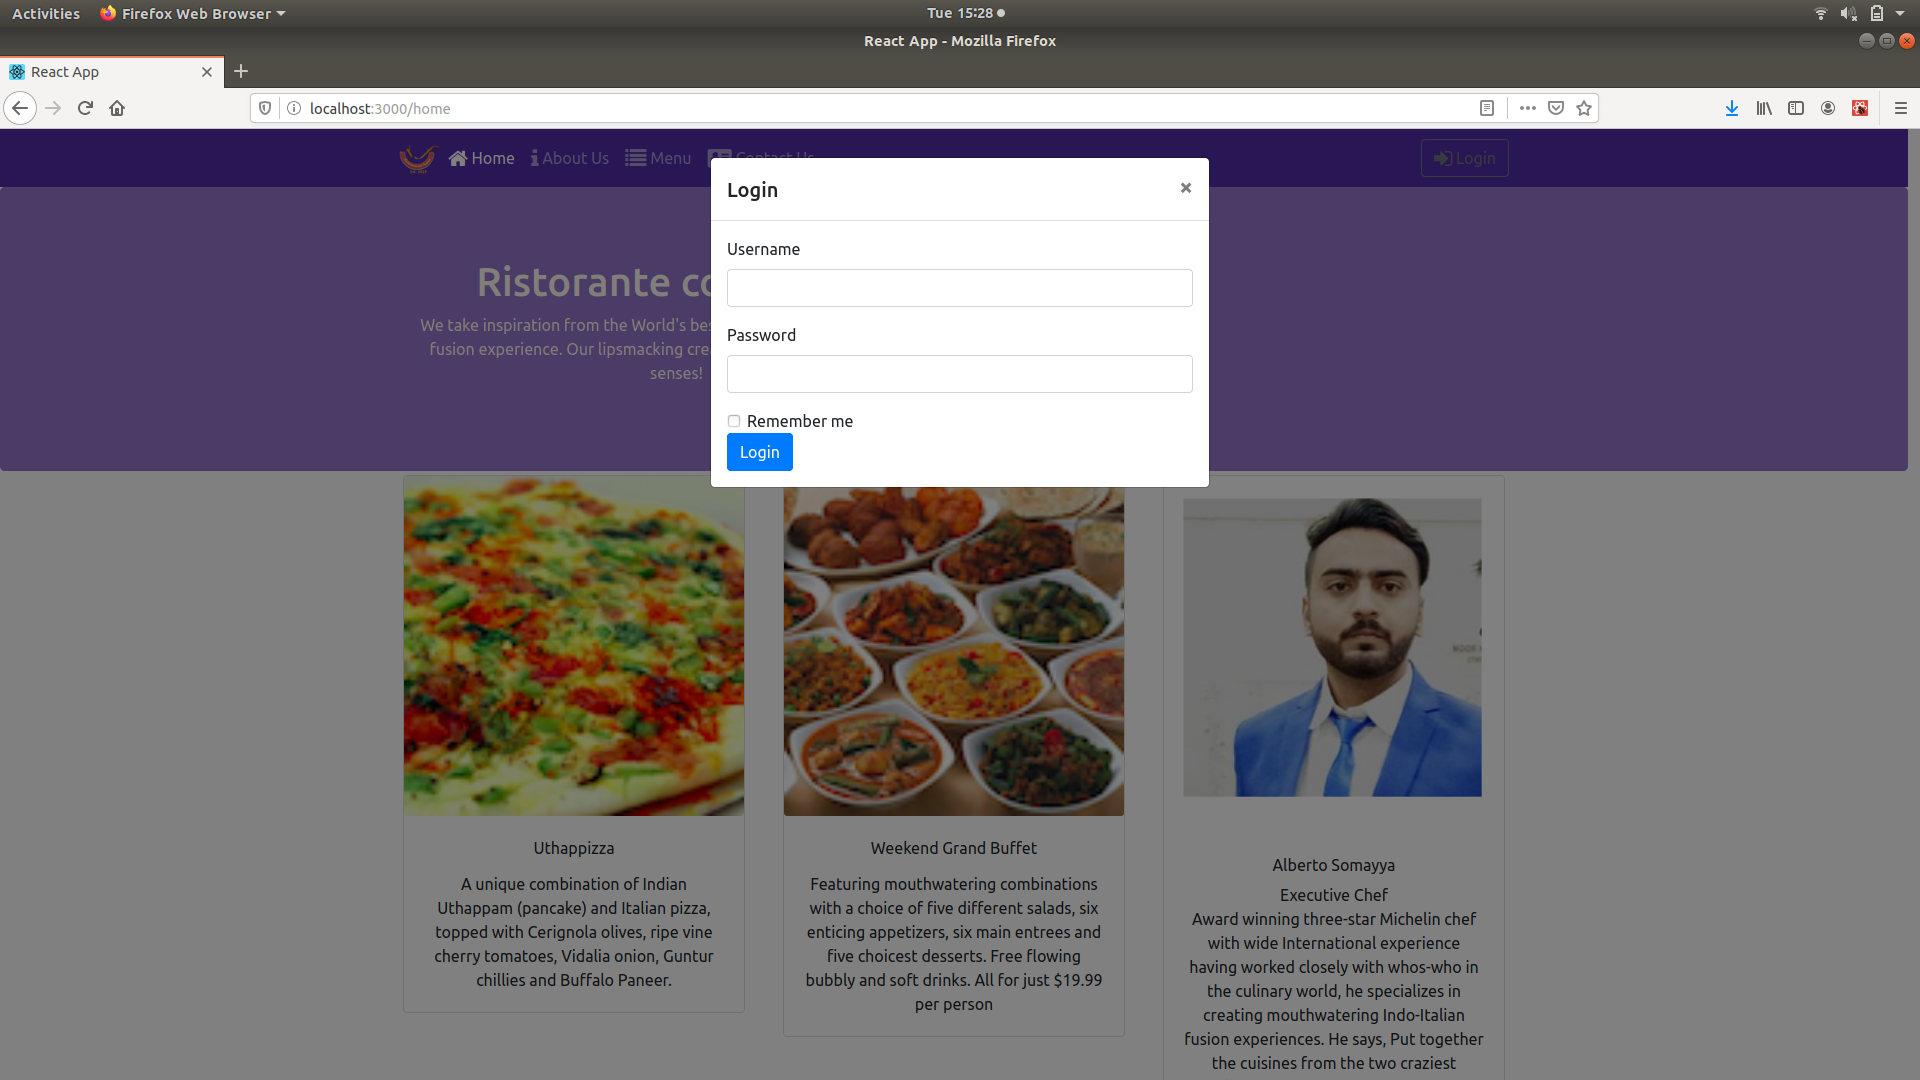 Activities Firefox Web Browser Tue 15:28
React App - Mozilla Firefox
React App
localhost:3000/home
Home About Us Menu Contact Us Login
Login
Username
Password
Remember me
Login
Ristorante co
We take inspiration from the World's bes
fusion experience. Our lipsmacking cre
senses!
Uthappizza
A unique combination of Indian
Uthappam (pancake) and Italian pizza,
topped with Cerignola olives, ripe vine
cherry tomatoes, Vidalia onion, Guntur
chillies and Buffalo Paneer.
Weekend Grand Buffet
Featuring mouthwatering combinations
with a choice of five different salads, six
enticing appetizers, six main entrees and
five choicest desserts. Free flowing
bubbly and soft drinks. All for just $19.99
per person
Alberto Somayya
Executive Chef
Award winning three-star Michelin chef
with wide International experience
having worked closely with whos-who in
the culinary world, he specializes in
creating mouthwatering Indo-Italian
fusion experiences. He says, Put together
the cuisines from the two craziest